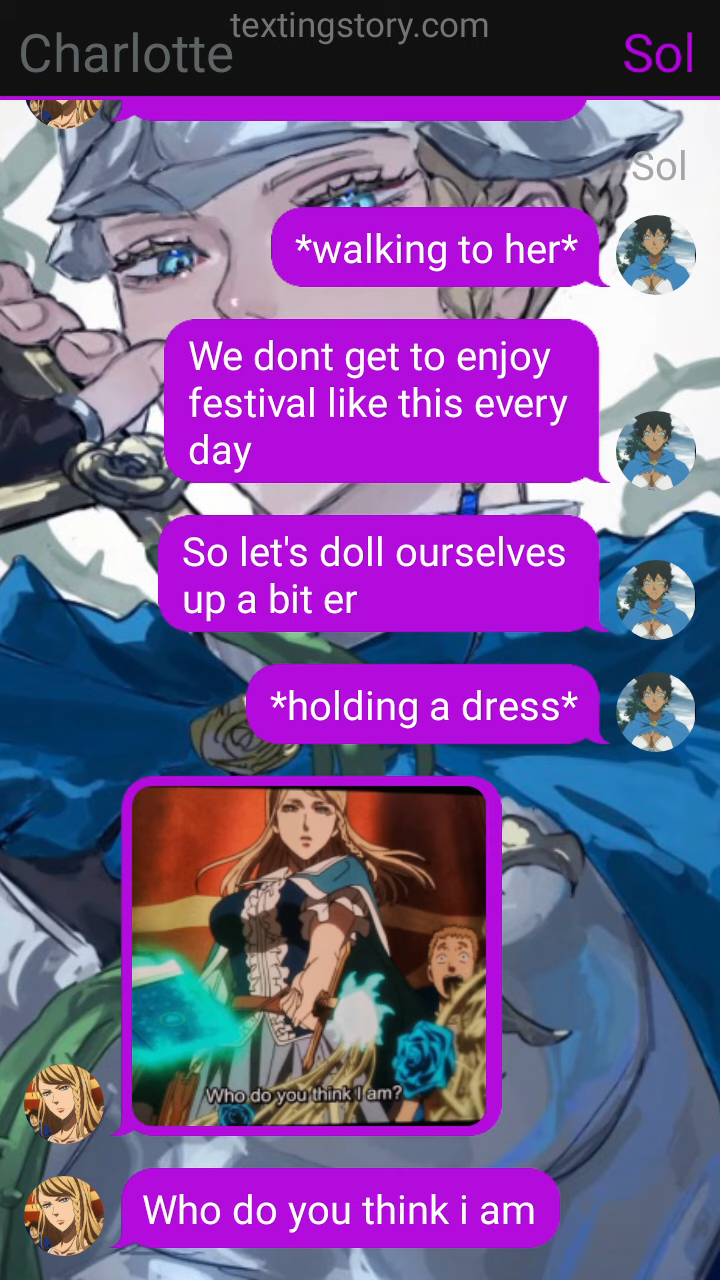 textingstory.com
Charlotte
Sol
Sol
*walking to her*
We dont get to enjoy
festival like this every
day
So let's doll ourselves
up a bit er
*holding a dress*
Who do you think I am?
Who do you think i am